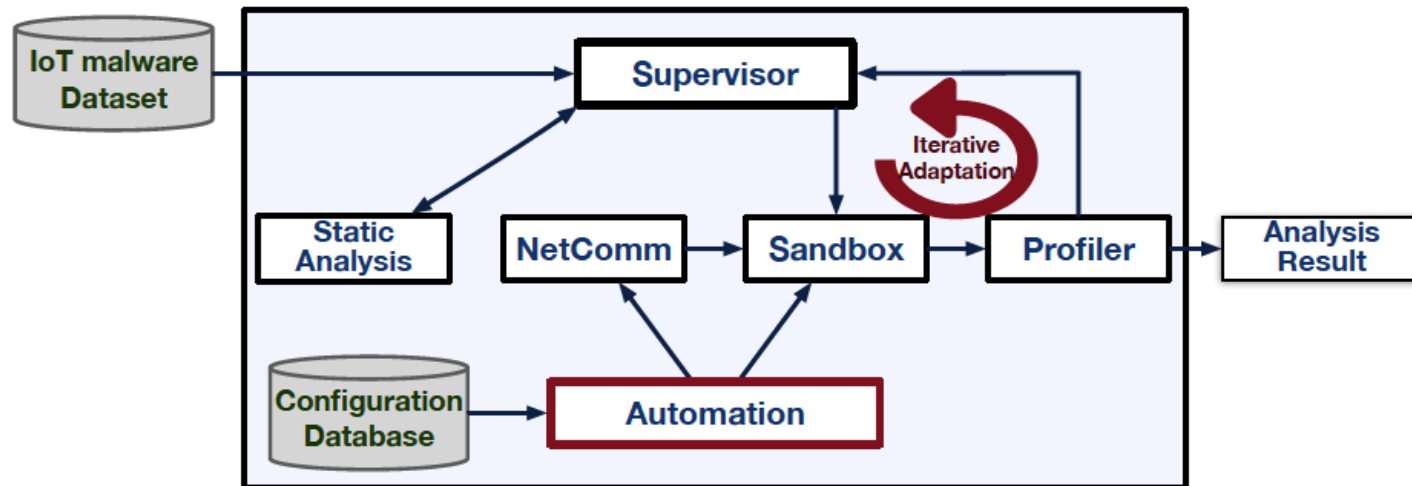 IoT malware
Dataset
Supervisor
Iterative
Adaptation
Static
Analysis
NetComm
Sandbox
Profiler
Analysis
Result
Configuration
Database
Automation